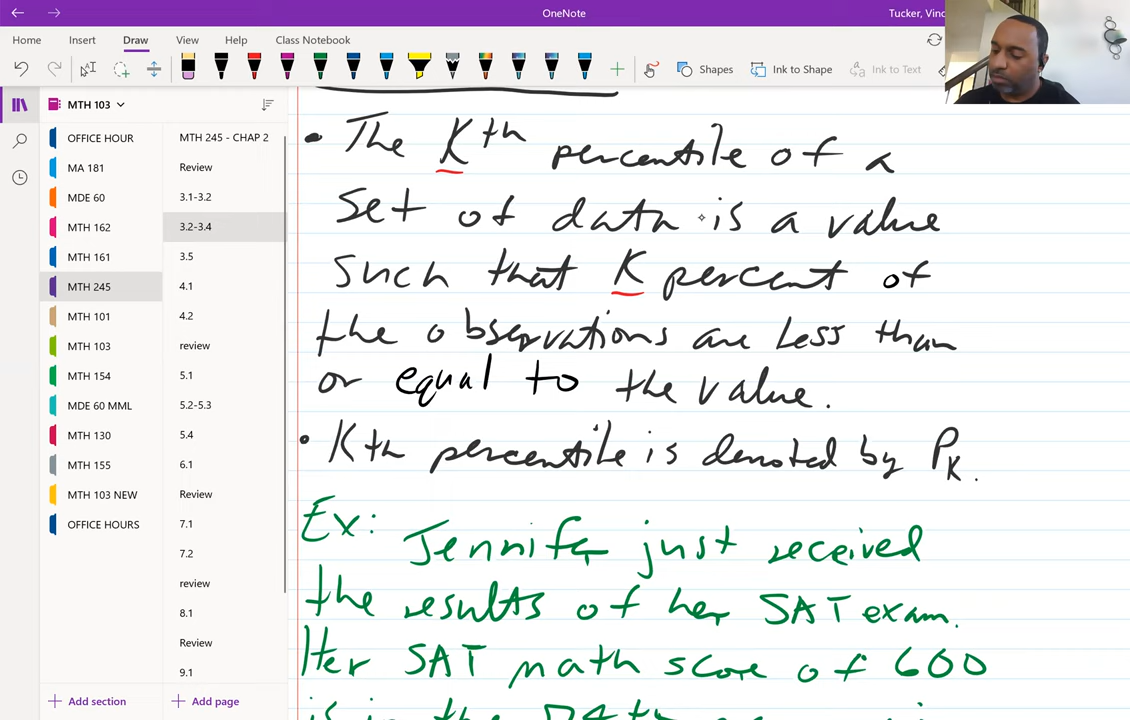 OneNote
Tucker, Vinc
Home Insert Draw View Help Class Notebook
Shapes Ink to Shape Ink to Text
MTH 103
OFFICE HOUR
MA 181
MDE 60
MTH 162
MTH 161
MTH 245
MTH 101
MTH 103
MTH 154
MDE 60 MML
MTH 130
MTH 155
MTH 103 NEW
OFFICE HOURS
Add section
MTH 245 - CHAP 2
Review
3.1-3.2
3.2-3.4
3.5
4.1
4.2
review
5.1
5.2-5.3
5.4
6.1
Review
7.1
7.2
review
8.1
Review
9.1
Add page
• The Kth percentile of a
set of data is a value
such that K percent of
the observations are less than
or equal to the value.
• Kth percentile is denoted by PK.
Ex: Jennifer just received
the results of her SAT exam.
Her SAT math score of 600
is in the